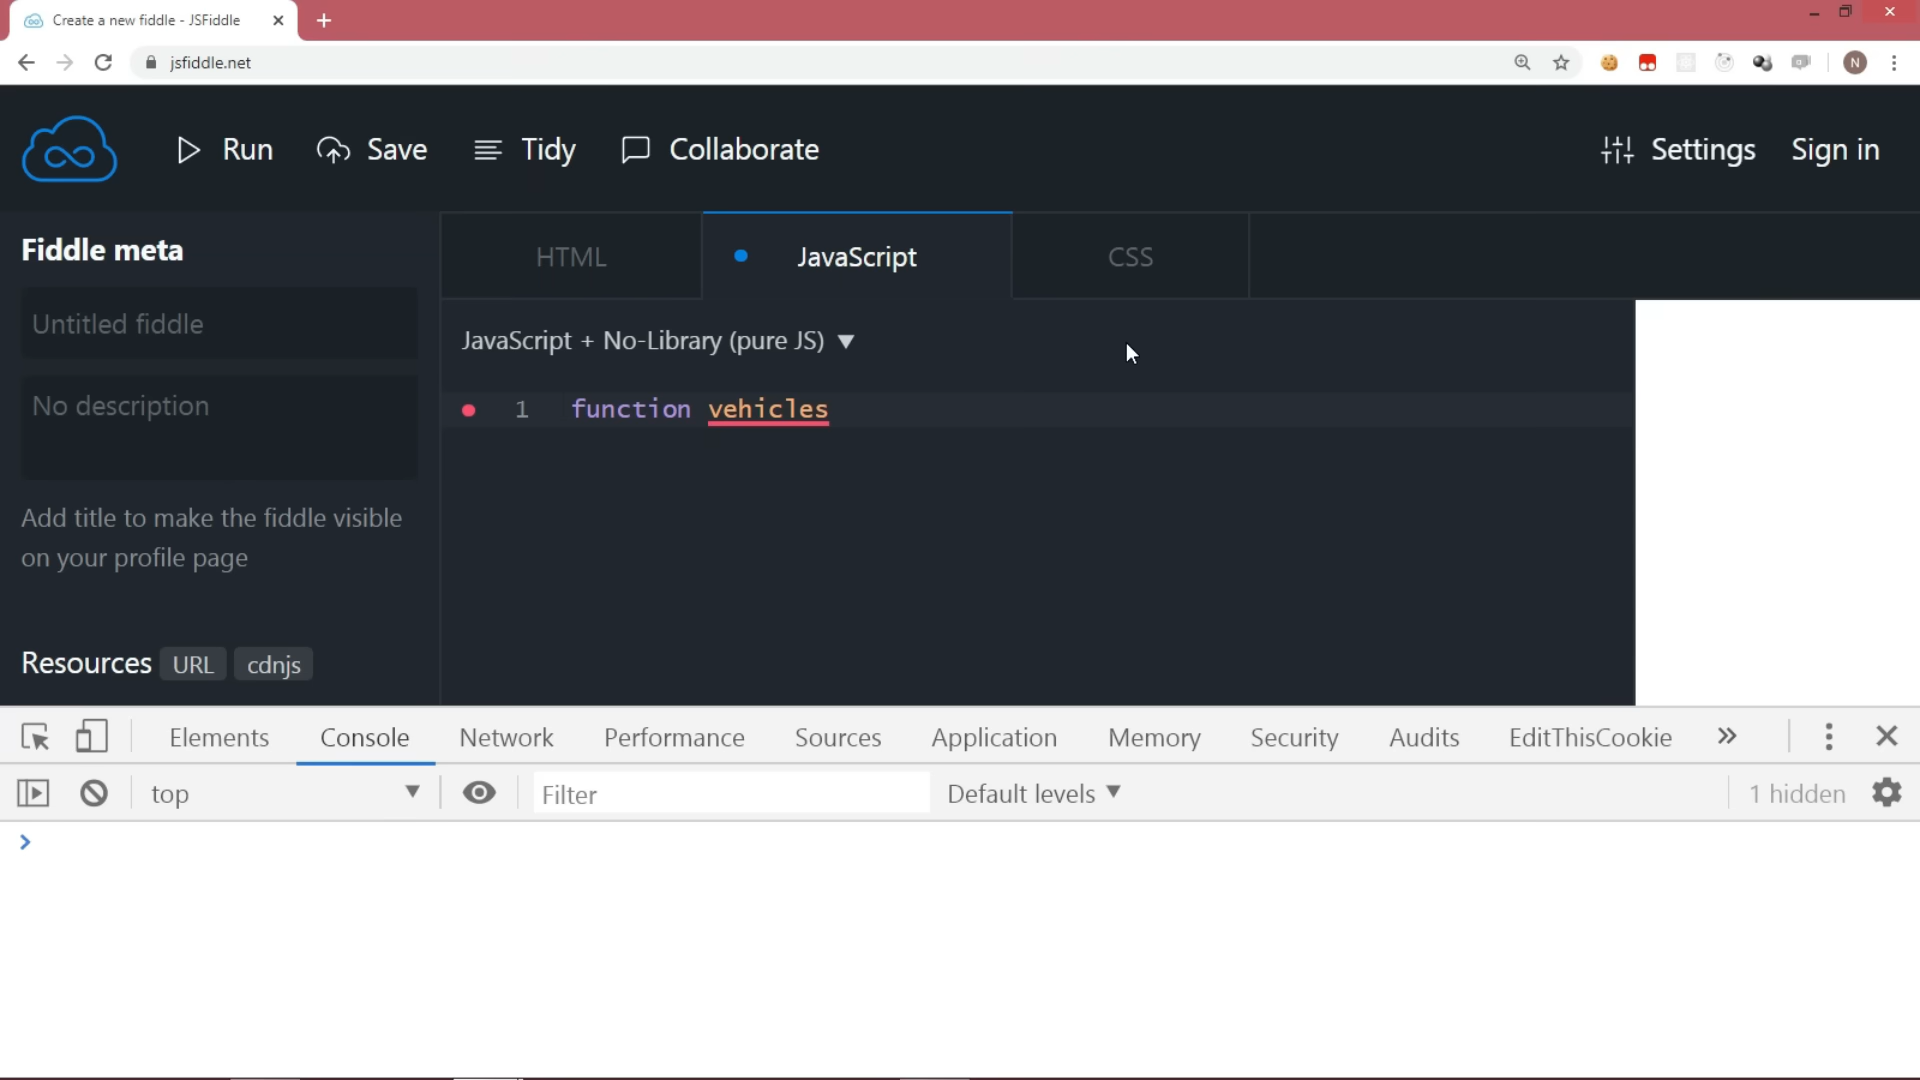 Create a new fiddle - JSFiddle
jsfiddle.net
N
Run Save Tidy Collaborate Settings Sign in
Fiddle meta
HTML JavaScript CSS
Untitled fiddle
JavaScript + No-Library (pure JS)
No description
1 function vehicles
Add title to make the fiddle visible
on your profile page
Resources URL cdnjs
Elements Console Network Performance Sources Application Memory Security Audits EditThisCookie
top Filter Default levels 1 hidden